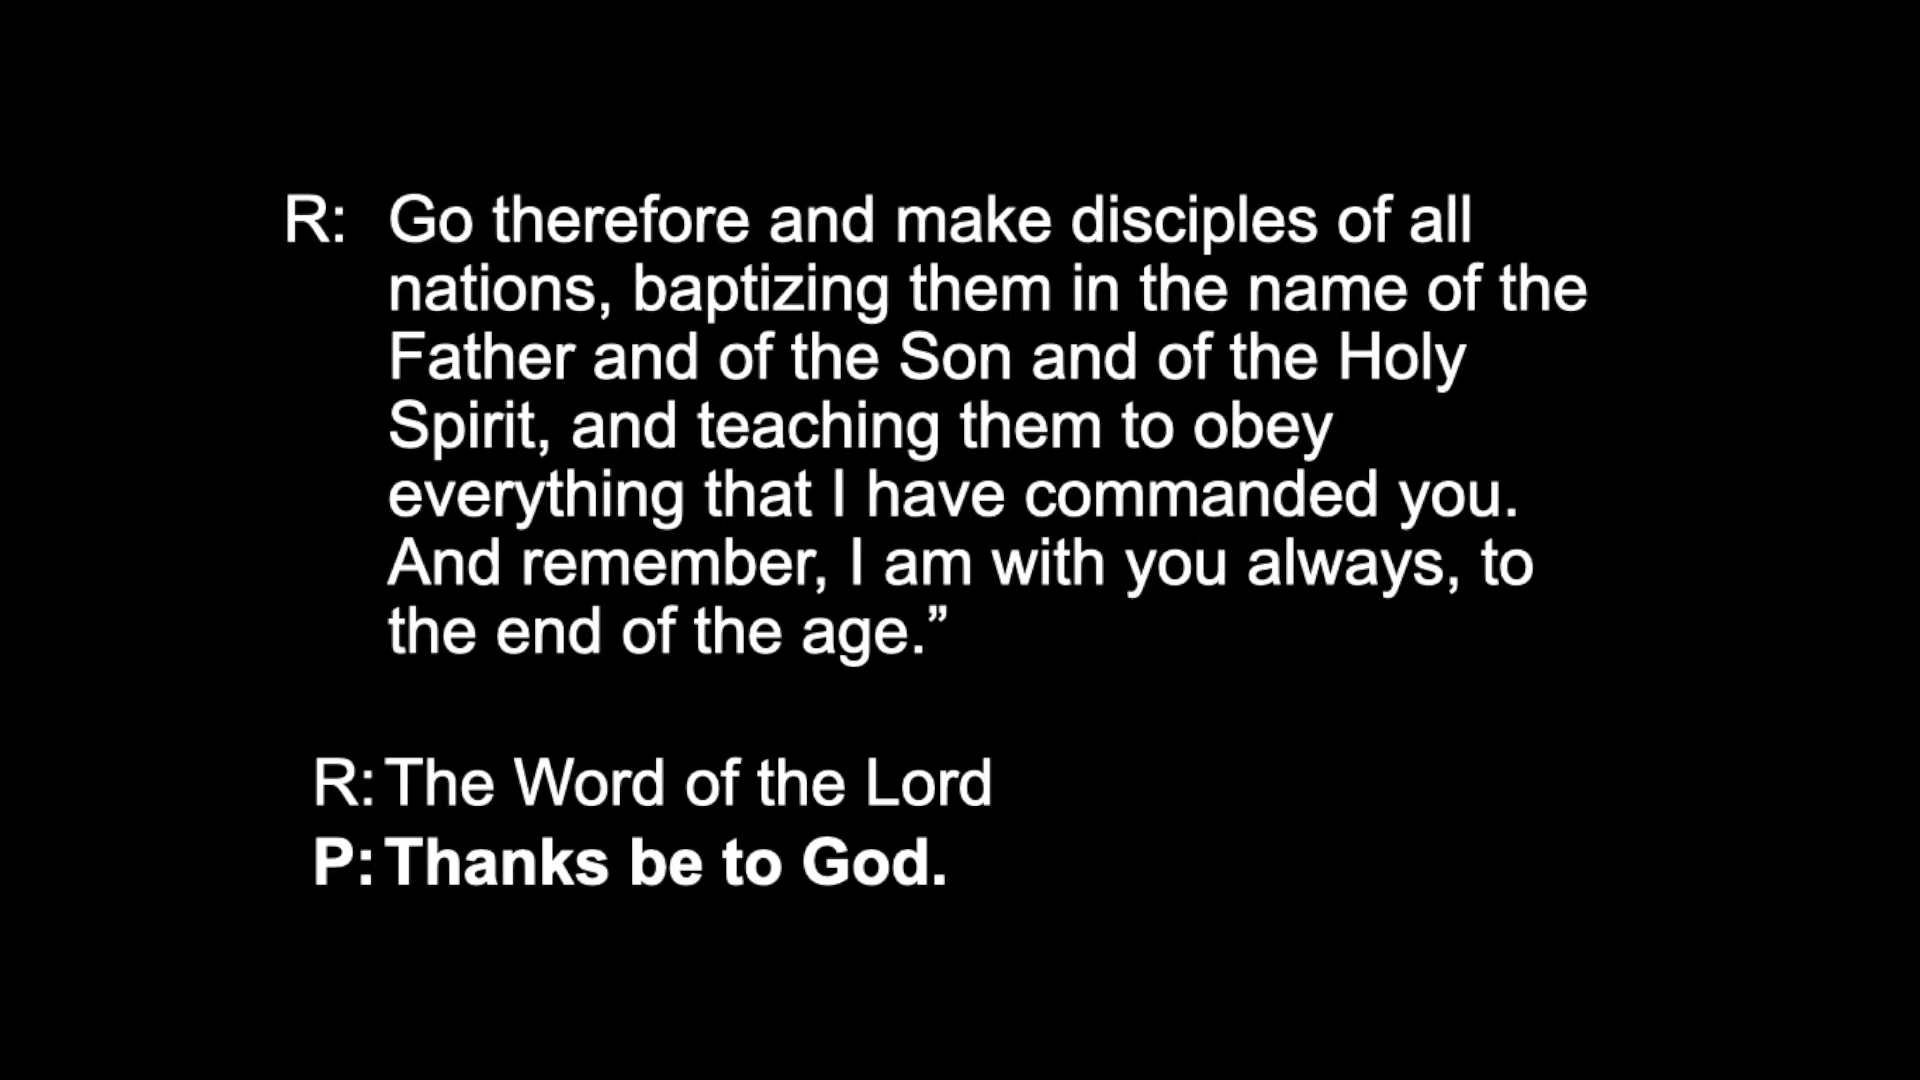 R: Go therefore and make disciples of all
nations, baptizing them in the name of the
Father and of the Son and of the Holy
Spirit, and teaching them to obey
everything that I have commanded you.
And remember, I am with you always, to
the end of the age.”
R: The Word of the Lord
P: Thanks be to God.